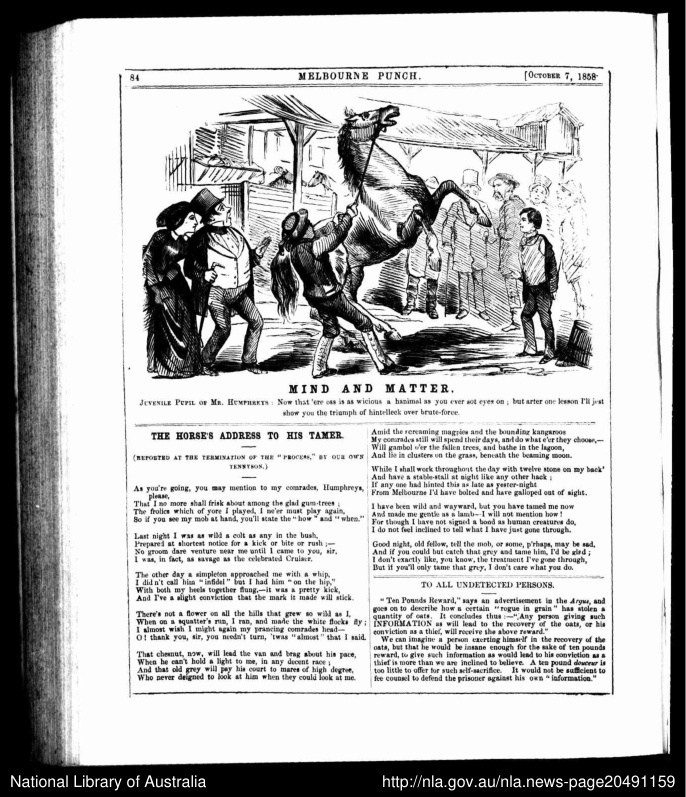 84
MELBOURNE PUNCH.
[OCTOBER 7, 1858·
MIND AND MATTER.
JUVENILE PUPIL OF MR. HUMPHREYS: Now that 'ere oss is as wicious a hanimal as you ever sot eyes on; but arter one lesson I'll jest
show you the triumph of hintelleck over brute-force.
THE HORSE'S ADDRESS TO HIS TAMER.
(REPORTED AT THE TERMINATION OF THE "PROCESS," BY OUR OWN
TENNYSON.)
As you're going, you may mention to my comrades, Humphreys,
please,
That I no more shall frisk about among the glad gum-trees;
The frolics which of yore I played, I ne'er must play again,
So if you see my mob at hand, you'll state the "how" and "when."
Last night I was as wild a colt as any in the bush,
Prepared at shortest notice for a kick or bite or rush;—
No groom dare venture near me until I came to you, sir,
I was, in fact, as savage as the celebrated Cruiser.
The other day a simpleton approached me with a whip,
I didn't call him "infidel" but I had him "on the hip,"
With both my heels together flung,—it was a pretty kick,
And I've a slight conviction that the mark it made will stick.
There's not a flower on all the hills that grew so wild as I,
When on a squatter's run, I ran, and made the white flocks fly;
I almost wish I might again my prancing comrades head—
O! thank you, sir, you needn't turn, 'twas "almost" that I said.
That chesnut, now, will lead the van and brag about his pace,
When he can't hold a light to me, in any decent race;
And that old grey will pay his court to mares of high degree,
Who never deigned to look at him when they could look at me.
Amid the screaming magpies and the bounding kangaroos
My comrades still will spend their days, and do what e'er they choose,—
Will gambol o'er the fallen trees, and bathe in the lagoon,
And lie in clusters on the grass, beneath the beaming moon.
While I shall work throughout the day with twelve stone on my back'
And have a stable-stall at night like any other hack;
If any one had hinted this as late as yester-night
From Melbourne I'd have bolted and have galloped out of sight.
I have been wild and wayward, but you have tamed me now
And made me gentle as a lamb—I will not mention how!
For though I have not signed a bond as human creatures do,
I do not feel inclined to tell what I have just gone through.
Good night, old fellow, tell the mob, or some, p'rhaps, may be sad,
And if you could but catch that grey and tame him, I'd be glad;
I don't exactly like, you know, the treatment I've gone through,
But if you'll only tame that grey, I don't care what you do.
TO ALL UNDETECTED PERSONS.
"Ten Pounds Reward," says an advertisement in the Argus, and
goes on to describe how a certain "rogue in grain" has stolen a
quantity of oats. It concludes thus:—"Any person giving such
INFORMATION as will lead to the recovery of the oats, or his
conviction as a thief, will receive the above reward."
We can imagine a person exerting himself in the recovery of the
oats, but that he would be insane enough for the sake of ten pounds
reward, to give such information as would lead to his conviction as a
thief is more than we are inclined to believe. A ten pound douceur is
too little to offer for such self-sacrifice. It would not be sufficient to
fee counsel to defend the prisoner against his own "information."
National Library of Australia
http://nla.gov.au/nla.news-page20491159